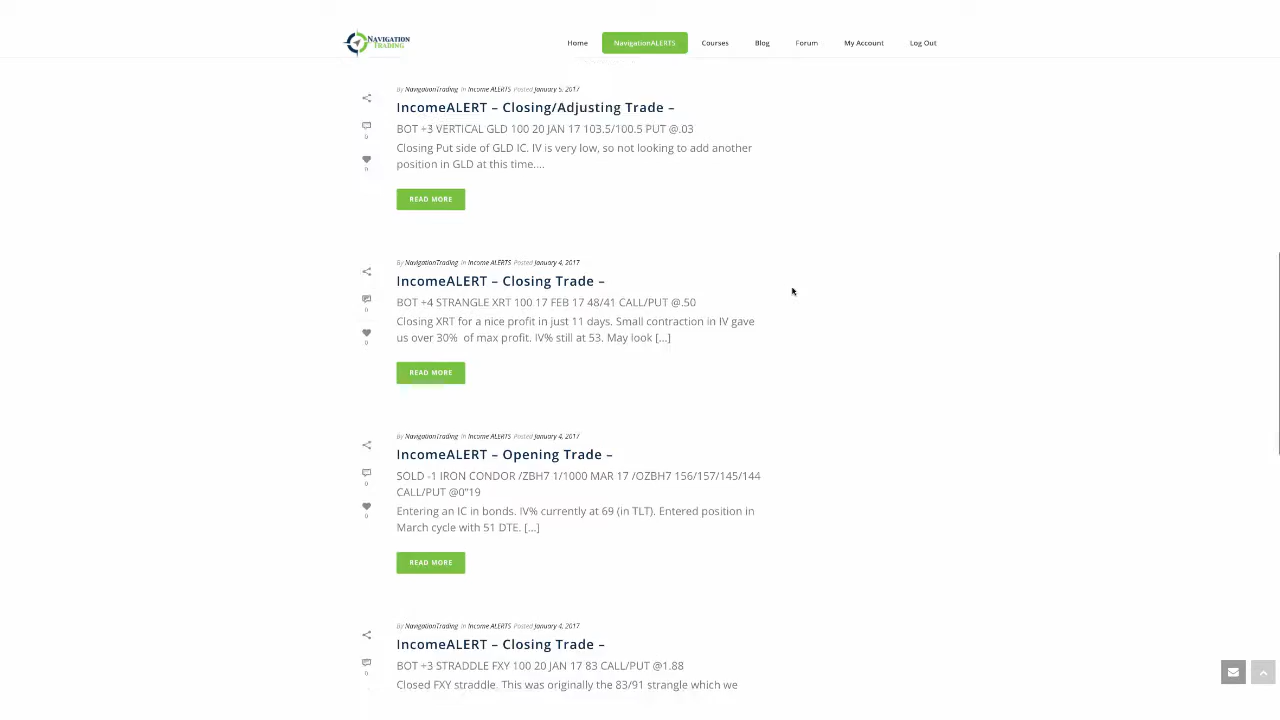 NAVIGATION
TRADING
Home
NavigationALERTS
Courses
Blog
Forum
My Account
Log Out
By NavigationTrading In Income ALERTS Posted January 5, 2017
IncomeALERT – Closing/Adjusting Trade –
BOT +3 VERTICAL GLD 100 20 JAN 17 103.5/100.5 PUT @.03
Closing Put side of GLD IC. IV is very low, so not looking to add another
position in GLD at this time....
0
0
READ MORE
By NavigationTrading In Income ALERTS Posted January 4, 2017
IncomeALERT – Closing Trade –
BOT +4 STRANGLE XRT 100 17 FEB 17 48/41 CALL/PUT @.50
Closing XRT for a nice profit in just 11 days. Small contraction in IV gave
us over 30% of max profit. IV% still at 53. May look [...]
0
0
READ MORE
By NavigationTrading In Income ALERTS Posted January 4, 2017
IncomeALERT – Opening Trade –
SOLD -1 IRON CONDOR /ZBH7 1/1000 MAR 17 /OZBH7 156/157/145/144
CALL/PUT @0"19
Entering an IC in bonds. IV% currently at 69 (in TLT). Entered position in
March cycle with 51 DTE. [...]
0
0
READ MORE
By NavigationTrading In Income ALERTS Posted January 4, 2017
IncomeALERT – Closing Trade –
BOT +3 STRADDLE FXY 100 20 JAN 17 83 CALL/PUT @1.88
Closed FXY straddle. This was originally the 83/91 strangle which we
0